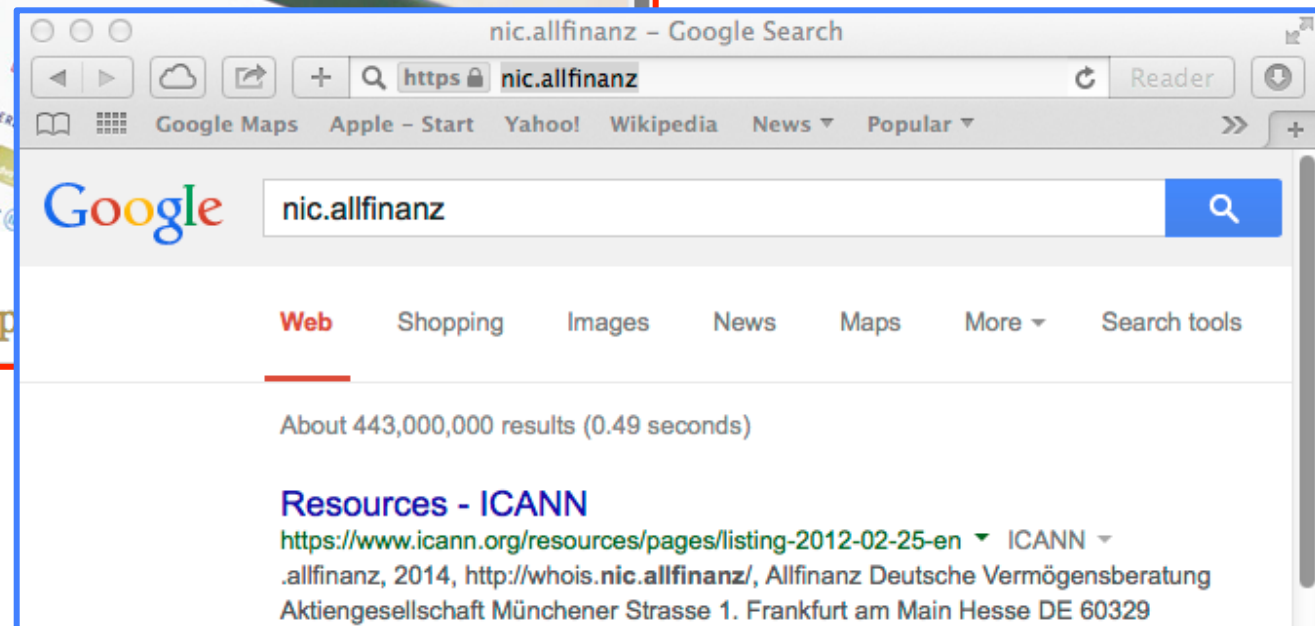 nic.allfinanz – Google Search
https nic.allfinanz Reader
Google Maps Apple – Start Yahoo! Wikipedia News Popular
Google nic.allfinanz
Web Shopping Images News Maps More Search tools
About 443,000,000 results (0.49 seconds)
Resources - ICANN
https://www.icann.org/resources/pages/listing-2012-02-25-en ICANN
.allfinanz, 2014, http://whois.nic.allfinanz/, Allfinanz Deutsche Vermögensberatung
Aktiengesellschaft Münchener Strasse 1. Frankfurt am Main Hesse DE 60329